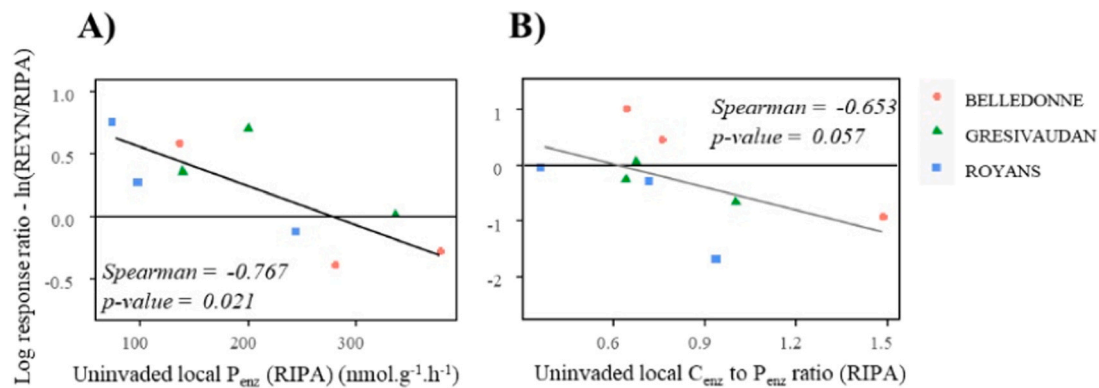 A)
B)
Log response ratio - ln(REYN/RIPA)
1.0
0.5
0.0
-0.5
Spearman = -0.767
p-value = 0.021
100
200
300
Uninvaded local Penz (RIPA) (nmol.g-1.h-1)
1
0
-1
-2
Spearman = -0.653
p-value = 0.057
0.6
0.9
1.2
1.5
Uninvaded local Cenz to Penz ratio (RIPA)
BELLEDONNE
GRESIVAUDAN
ROYANS